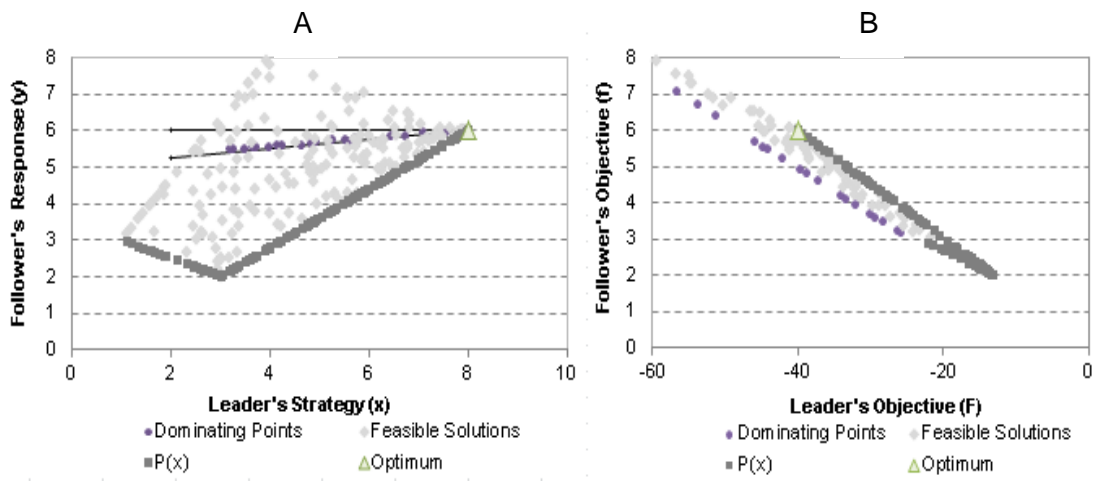 A
B
8
7
6
5
4
3
2
1
0
0 2 4 6 8 10
Follower's Response(y)
Leader's Strategy (x)
Dominating Points
Feasible Solutions
P(x)
Optimum
8
7
6
5
4
3
2
1
0
-60 -40 -20 0
Follower's Objective (f)
Leader's Objective (F)
Dominating Points
Feasible Solutions
P(x)
Optimum